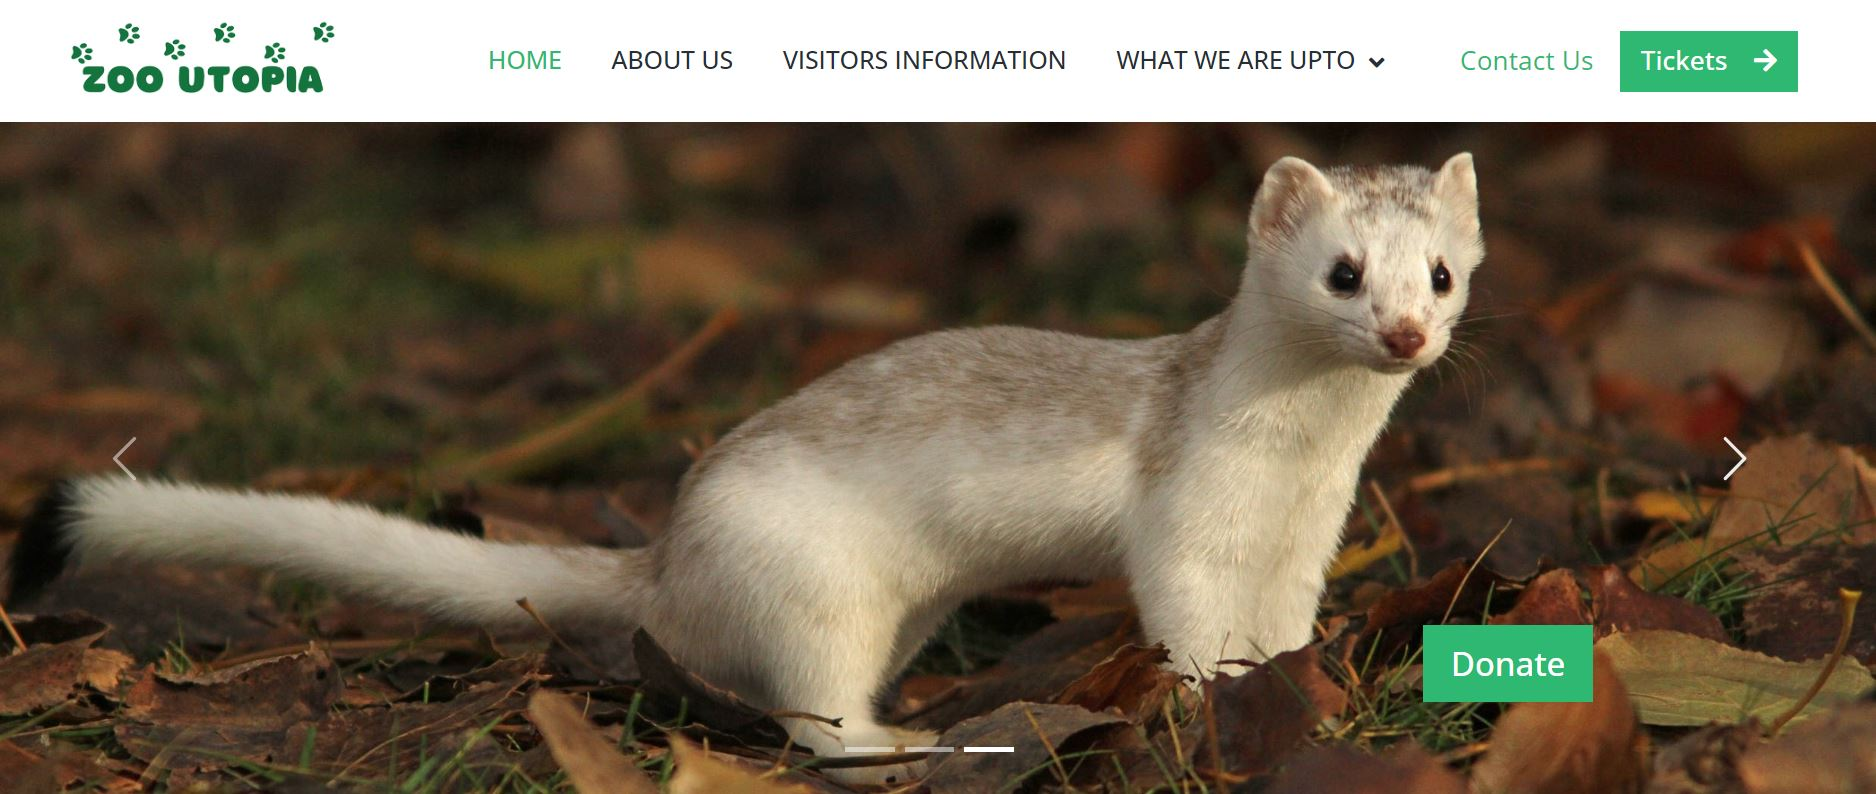 ZOO UTOPIA
HOME ABOUT US VISITORS INFORMATION WHAT WE ARE UPTO Contact Us Tickets
Donate